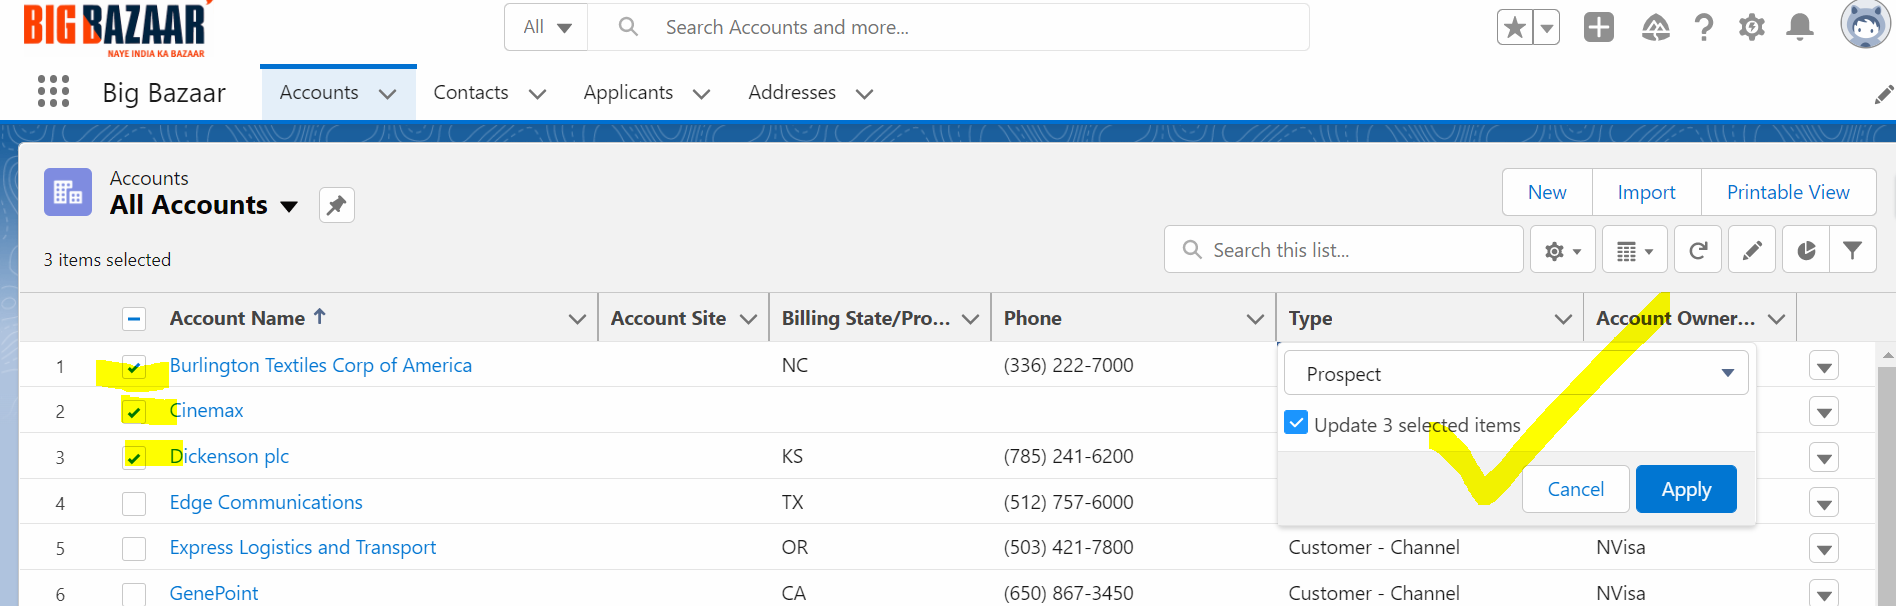 BIG BAZAAR
NAYE INDIA KA BAZAAR
All
Search Accounts and more...
Big Bazaar
Accounts
Contacts
Applicants
Addresses
Accounts
All Accounts
New
Import
Printable View
3 items selected
Search this list...
Account Name
Account Site
Billing State/Pro...
Phone
Type
Account Owner...
1 Burlington Textiles Corp of America NC (336) 222-7000
Prospect
2 Cinemax
Update 3 selected items
3 Dickenson plc KS (785) 241-6200
Cancel
Apply
4 Edge Communications TX (512) 757-6000
5 Express Logistics and Transport OR (503) 421-7800 Customer - Channel NVisa
6 GenePoint CA (650) 867-3450 Customer - Channel NVisa